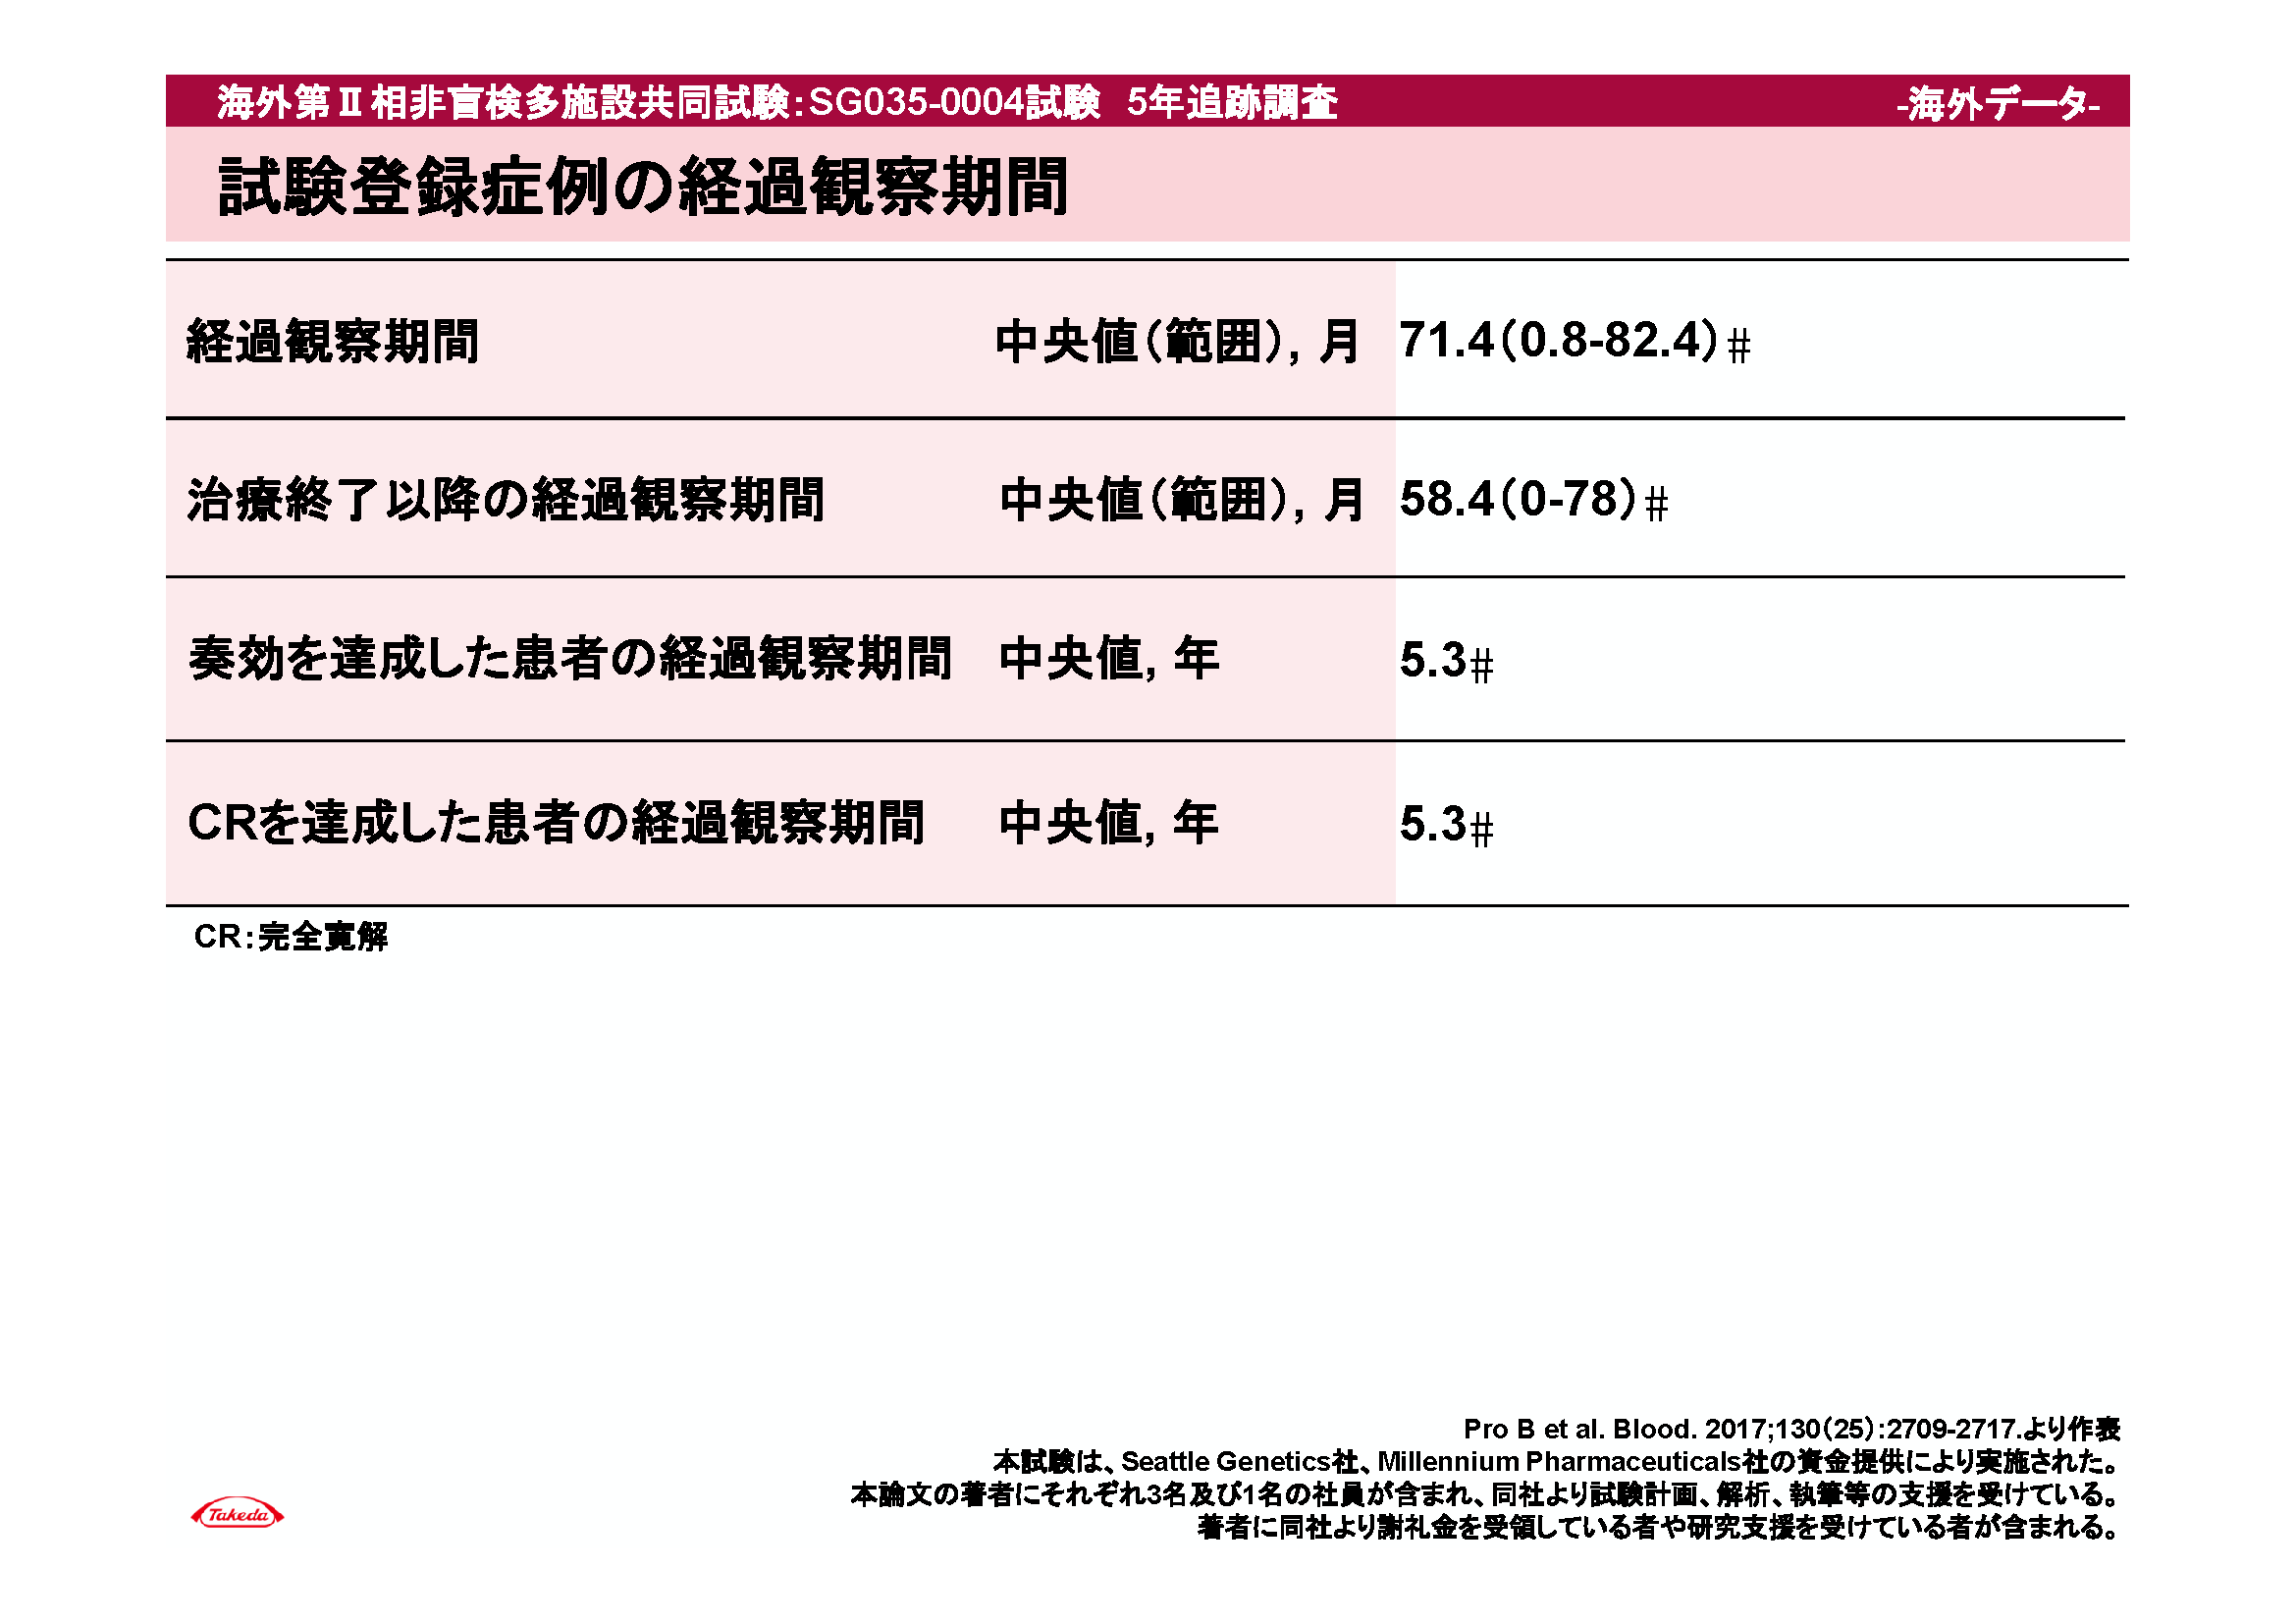 海外第Ⅱ相非盲検多施設共同試験：SG035-0004試験　5年追跡調査　-海外データ-
試験登録症例の経過観察期間
経過観察期間　中央値（範囲）, 月　71.4（0.8-82.4）#
治療終了以降の経過観察期間　中央値（範囲）, 月　58.4（0-78）#
奏効を達成した患者の経過観察期間　中央値, 年　5.3#
CRを達成した患者の経過観察期間　中央値, 年　5.3#
CR：完全寛解
Pro B et al. Blood. 2017;130（25）:2709-2717.より作表
本試験は、Seattle Genetics社、Millennium Pharmaceuticals社の資金提供により実施された。
本論文の著者にそれぞれ3名及び1名の社員が含まれ、同社より試験計画、解析、執筆等の支援を受けている。
著者に同社より謝礼金を受領している者や研究支援を受けている者が含まれる。
Takeda